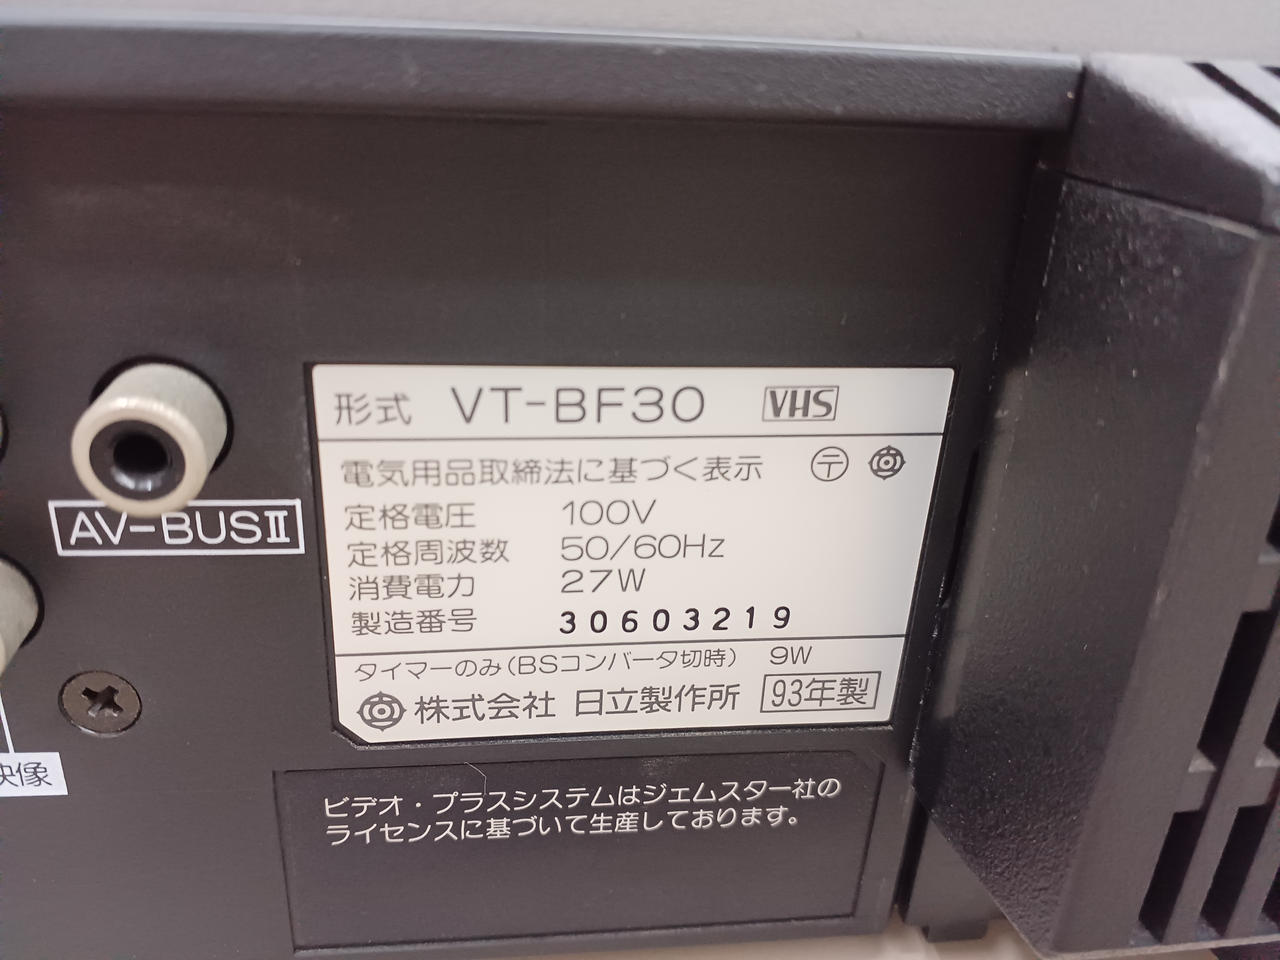 形式 VT-BF30 VHS
電気用品取締法に基づく表示 〒
定格電圧 100V
定格周波数 50/60Hz
消費電力 27W
製造番号 30603219
タイマーのみ(BSコンバータ切時) 9W
株式会社 日立製作所 93年製
AV-BUSⅡ
映像
ビデオ・プラスシステムはジェムスター社の
ライセンスに基づいて生産しております。